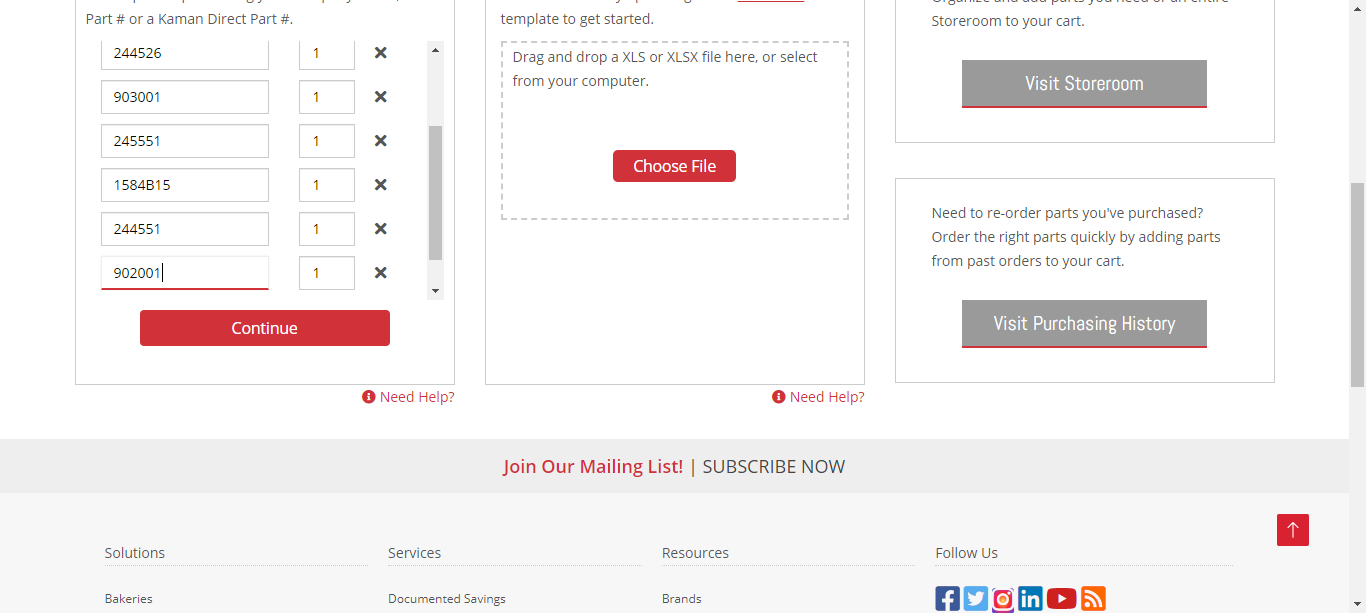 Part # or a Kaman Direct Part #.
244526 1
903001 1
245551 1
1584B15 1
244551 1
902001 1
Continue
Need Help?
template to get started.
Drag and drop a XLS or XLSX file here, or select
from your computer.
Choose File
Need Help?
Storeroom to your cart.
Visit Storeroom
Need to re-order parts you've purchased?
Order the right parts quickly by adding parts
from past orders to your cart.
Visit Purchasing History
Join Our Mailing List! | SUBSCRIBE NOW
Solutions
Bakeries
Services
Documented Savings
Resources
Brands
Follow Us